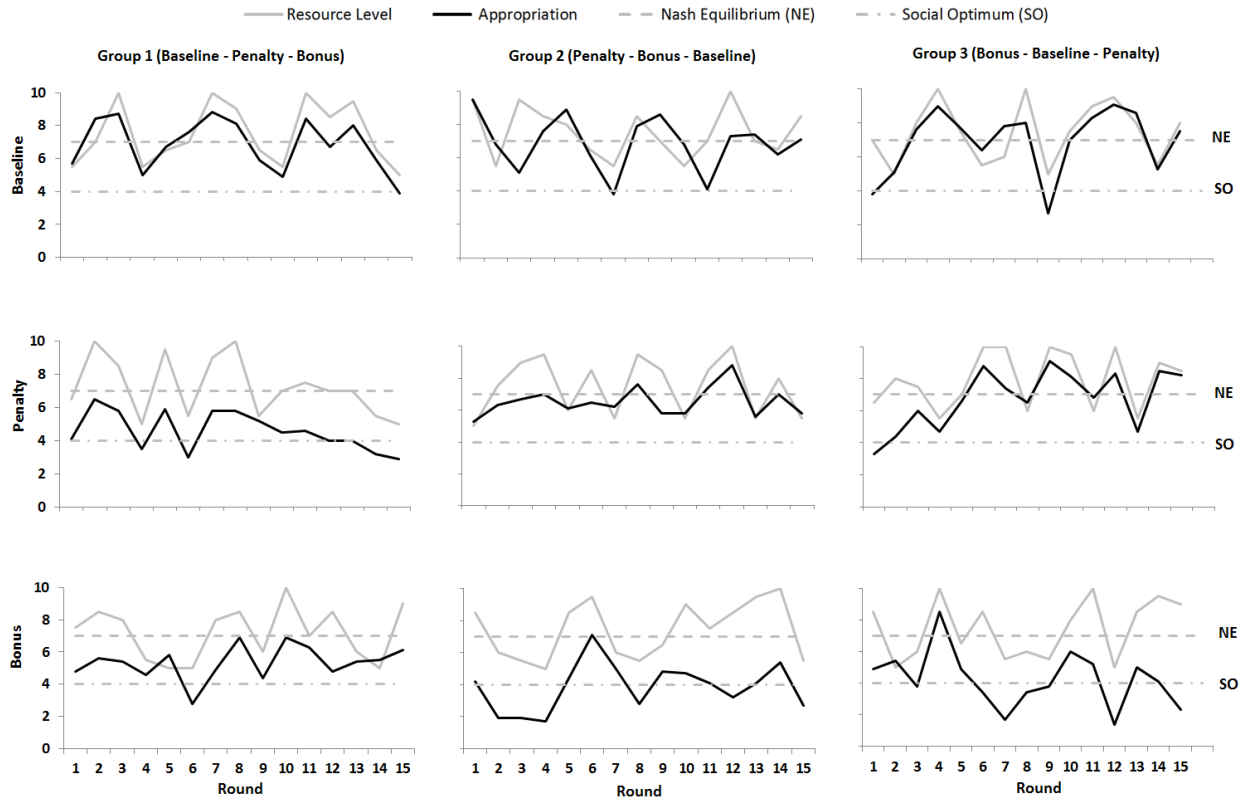 Resource Level Appropriation Nash Equilibrium (NE) Social Optimum (SO)
Group 1 (Baseline - Penalty - Bonus) Group 2 (Penalty - Bonus - Baseline) Group 3 (Bonus - Baseline - Penalty)
Baseline
10
8
6
4
2
0
NE
SO
Penalty
10
8
6
4
2
0
NE
SO
Bonus
10
8
6
4
2
0
NE
SO
1 2 3 4 5 6 7 8 9 10 11 12 13 14 15
Round
1 2 3 4 5 6 7 8 9 10 11 12 13 14 15
Round
1 2 3 4 5 6 7 8 9 10 11 12 13 14 15
Round